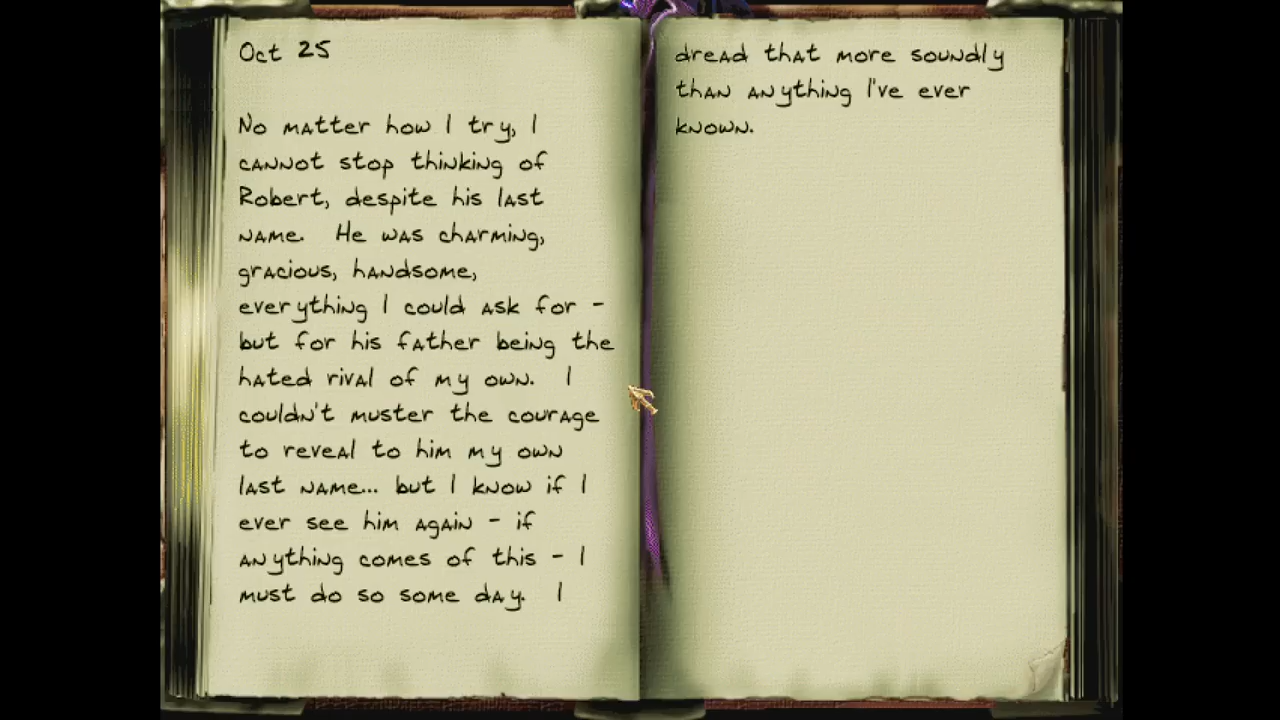 Oct 25
No matter how I try, I
cannot stop thinking of
Robert, despite his last
name.  He was charming,
gracious, handsome,
everything I could ask for -
but for his father being the
hated rival of my own.  I
couldn't muster the courage
to reveal to him my own
last name... but I know if I
ever see him again - if
anything comes of this - I
must do so some day.  I
dread that more soundly
than anything I've ever
known.